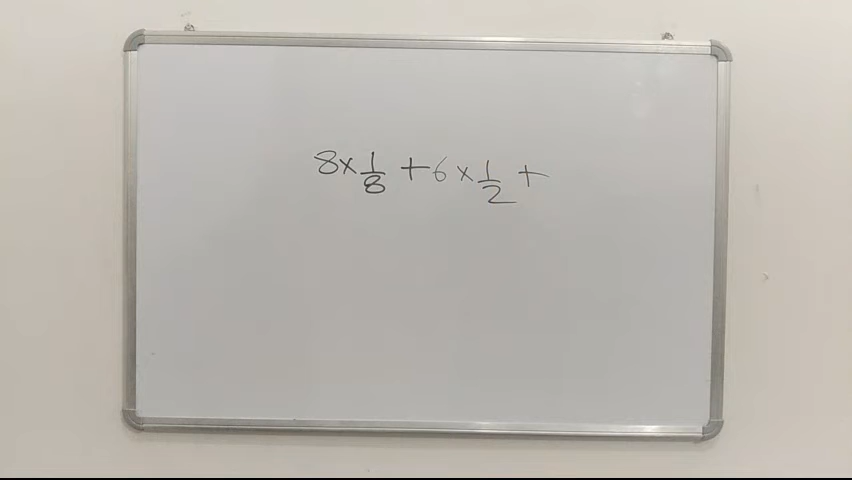 8×1/8 + 6×1/2 +